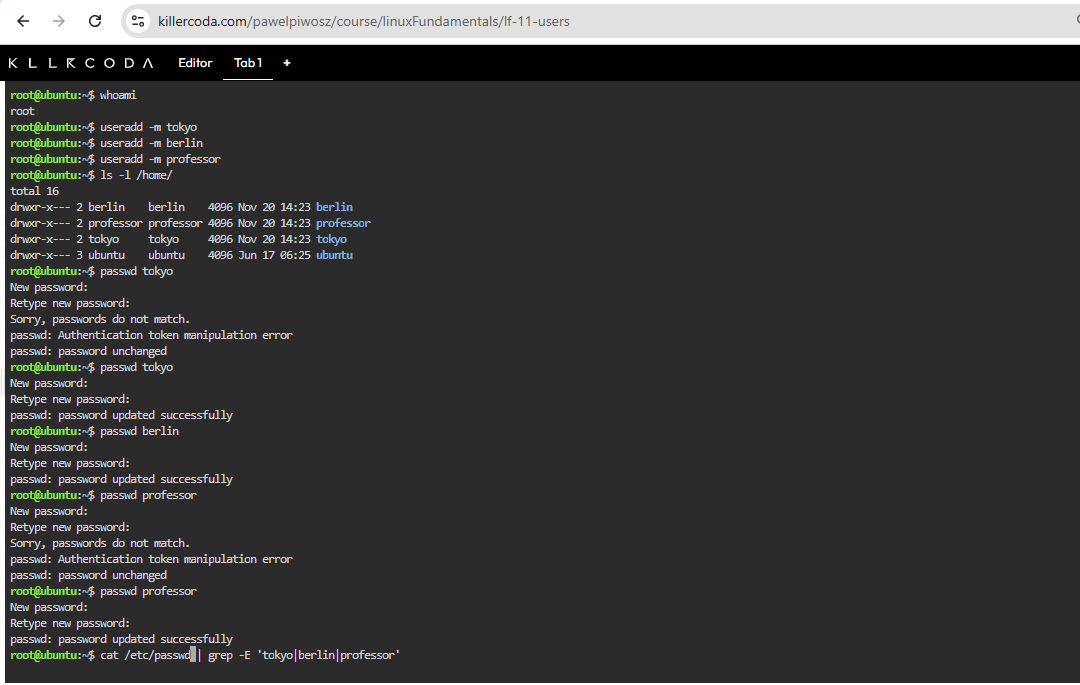 killercoda.com/pawelpiwosz/course/linuxFundamentals/lf-11-users
KILLERCODA Editor Tab 1 +
root@ubuntu:~$ whoami
root
root@ubuntu:~$ useradd -m tokyo
root@ubuntu:~$ useradd -m berlin
root@ubuntu:~$ useradd -m professor
root@ubuntu:~$ ls -l /home/
total 16
drwxr-x--- 2 berlin    berlin    4096 Nov 20 14:23 berlin
drwxr-x--- 2 professor professor 4096 Nov 20 14:23 professor
drwxr-x--- 2 tokyo     tokyo     4096 Nov 20 14:23 tokyo
drwxr-x--- 3 ubuntu    ubuntu    4096 Jun 17 06:25 ubuntu
root@ubuntu:~$ passwd tokyo
New password:
Retype new password:
Sorry, passwords do not match.
passwd: Authentication token manipulation error
passwd: password unchanged
root@ubuntu:~$ passwd tokyo
New password:
Retype new password:
passwd: password updated successfully
root@ubuntu:~$ passwd berlin
New password:
Retype new password:
passwd: password updated successfully
root@ubuntu:~$ passwd professor
New password:
Retype new password:
Sorry, passwords do not match.
passwd: Authentication token manipulation error
passwd: password unchanged
root@ubuntu:~$ passwd professor
New password:
Retype new password:
passwd: password updated successfully
root@ubuntu:~$ cat /etc/passwd | grep -E 'tokyo|berlin|professor'